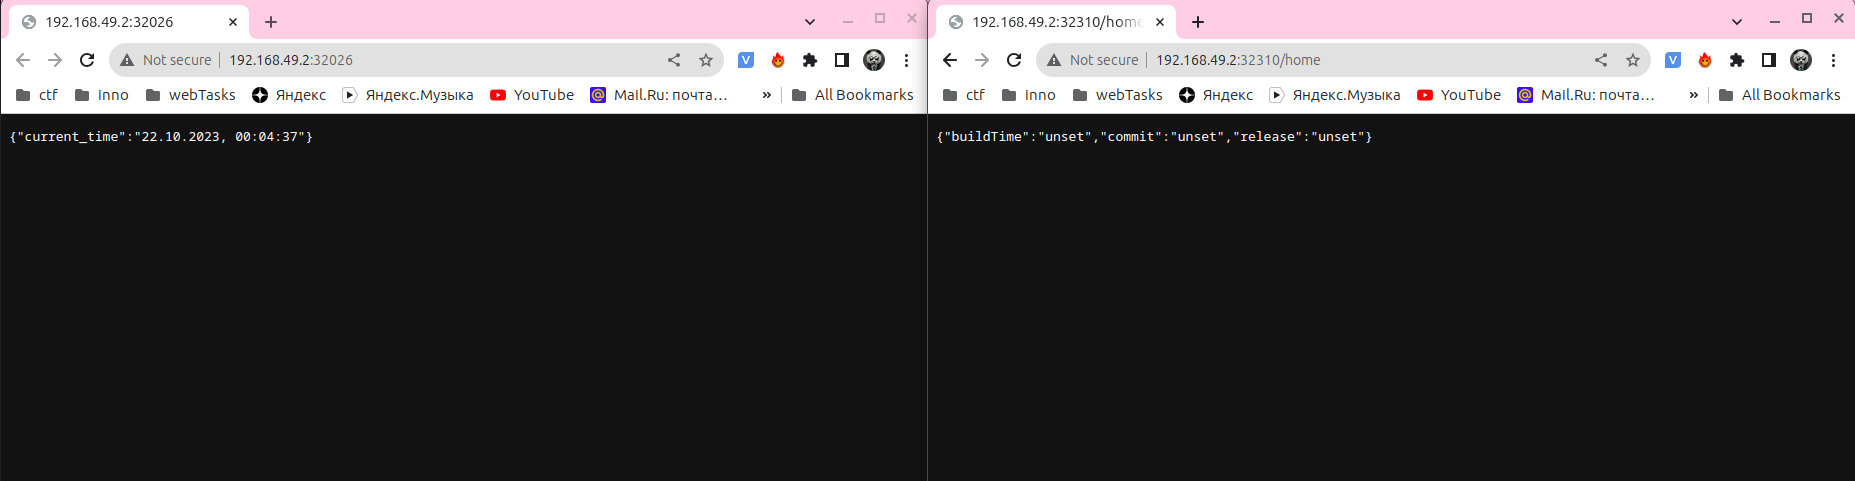 192.168.49.2:32026
Not secure 192.168.49.2:32026
ctf Inno webTasks Яндекс Яндекс.Музыка YouTube Mail.Ru: почта… » All Bookmarks
{"current_time":"22.10.2023, 00:04:37"}
192.168.49.2:32310/home
Not secure 192.168.49.2:32310/home
ctf Inno webTasks Яндекс Яндекс.Музыка YouTube Mail.Ru: почта… » All Bookmarks
{"buildTime":"unset","commit":"unset","release":"unset"}